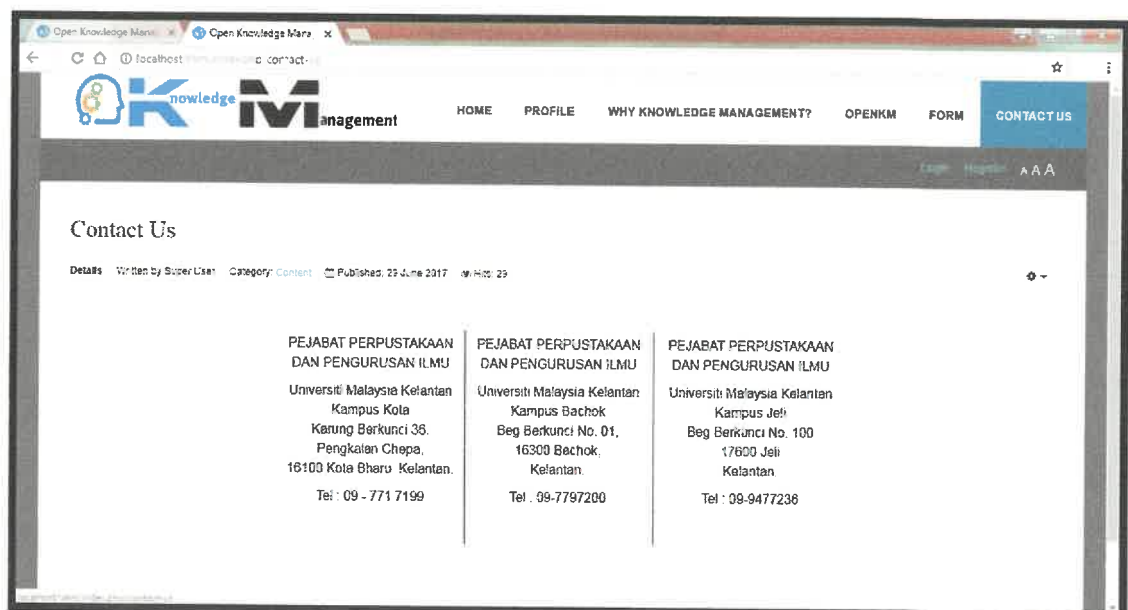 Open Knowledge Mana × Open Knowledge Mana ×
localhost
Knowledge Management
HOME PROFILE WHY KNOWLEDGE MANAGEMENT? OPENKM FORM CONTACT US
Login Register A A A
Contact Us
Details Written by Super User Category: Content Published: 29 June 2017 Hits: 29
PEJABAT PERPUSTAKAAN
DAN PENGURUSAN ILMU
Universiti Malaysia Kelantan
Kampus Kota
Karung Berkunci 36,
Pengkalan Chepa,
16100 Kota Bharu Kelantan.
Tel : 09 - 771 7199
PEJABAT PERPUSTAKAAN
DAN PENGURUSAN ILMU
Universiti Malaysia Kelantan
Kampus Bachok
Beg Berkunci No. 01,
16300 Bachok,
Kelantan.
Tel : 09-7797200
PEJABAT PERPUSTAKAAN
DAN PENGURUSAN ILMU
Universiti Malaysia Kelantan
Kampus Jeli
Beg Berkunci No. 100
17600 Jeli
Kelantan
Tel : 09-9477236